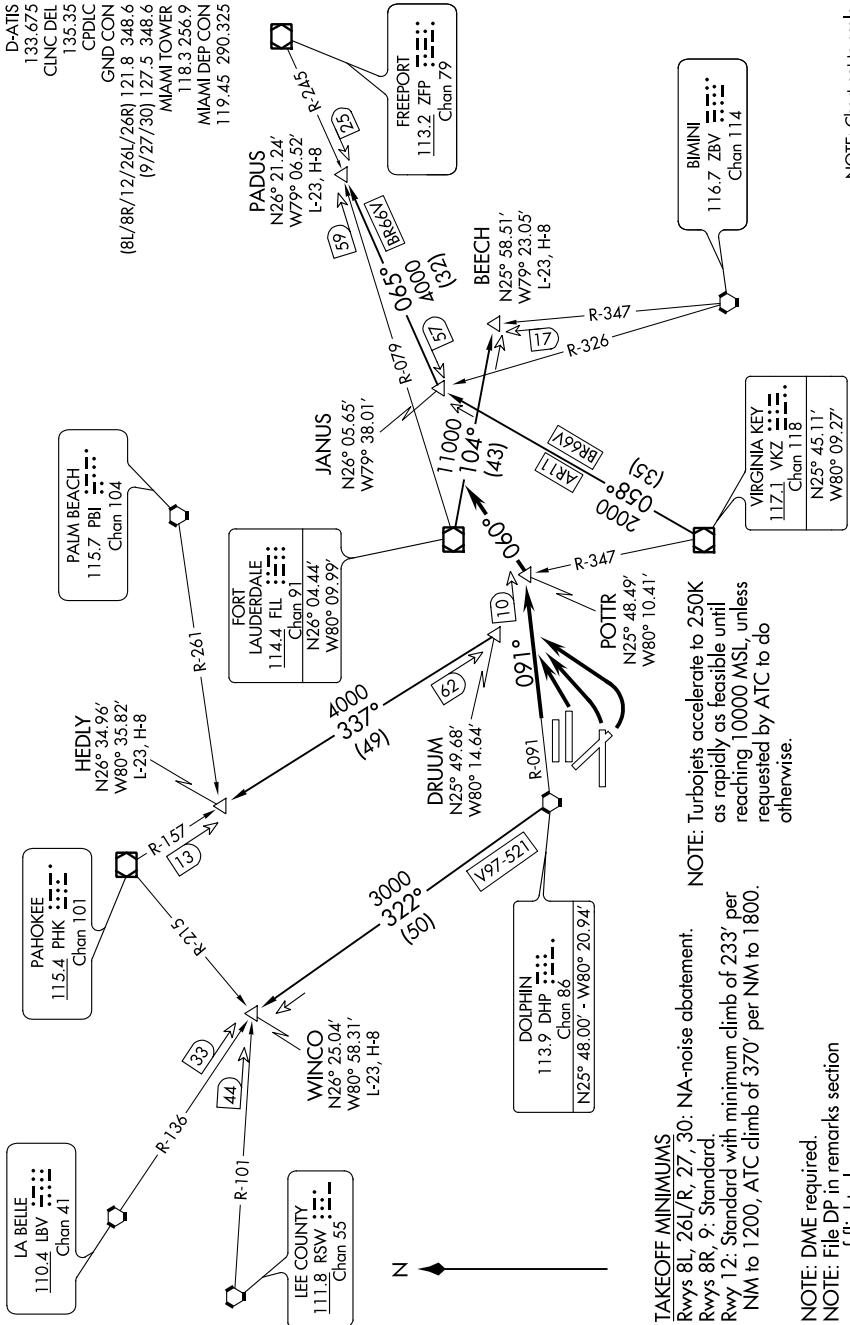 D-ATIS
133.675
CLNC DEL
135.35
CPDLC
GND CON
(8L/8R/12/26L/26R) 121.8 348.6
(9/27/30) 127.5 348.6
MIAMI TOWER
118.3 256.9
MIAMI DEP CON
119.45 290.325
LA BELLE
110.4 LBV
Chan 41
R-136
33
LEE COUNTY
111.8 RSW
Chan 55
R-101
44
PAHOKEE
115.4 PHK
Chan 101
R-215
R-157
13
WINCO
N26° 25.04'
W80° 58.31'
L-23, H-8
HEDLY
N26° 34.96'
W80° 35.82'
L-23, H-8
PALM BEACH
115.7 PBI
Chan 104
R-261
3000
322°
(50)
V97-521
4000
337°
(49)
62
DRUUM
N25° 49.68'
W80° 14.64'
10
DOLPHIN
113.9 DHP
Chan 86
N25° 48.00' - W80° 20.94'
R-091
091°
POTTR
N25° 48.49'
W80° 10.41'
060°
R-347
FORT
LAUDERDALE
114.4 FLL
Chan 91
N26° 04.44'
W80° 09.99'
R-079
59
11000
104°
(43)
JANUS
N26° 05.65'
W79° 38.01'
57
BR66V
065°
4000
(32)
PADUS
N26° 21.24'
W79° 06.52'
L-23, H-8
R-245
25
FREEPORT
113.2 ZFP
Chan 79
BEECH
N25° 58.51'
W79° 23.05'
L-23, H-8
17
R-347
R-326
BIMINI
116.7 ZBV
Chan 114
AR11
BR66V
2000
058°
(35)
VIRGINIA KEY
117.1 VKZ
Chan 118
N25° 45.11'
W80° 09.27'
N
NOTE: Turbojets accelerate to 250K
as rapidly as feasible until
reaching 10000 MSL, unless
requested by ATC to do
otherwise.
TAKEOFF MINIMUMS
Rwys 8L, 26L/R, 27, 30: NA-noise abatement.
Rwys 8R, 9: Standard.
Rwy 12: Standard with minimum climb of 233' per
NM to 1200, ATC climb of 370' per NM to 1800.
NOTE: DME required.
NOTE: File DP in remarks section